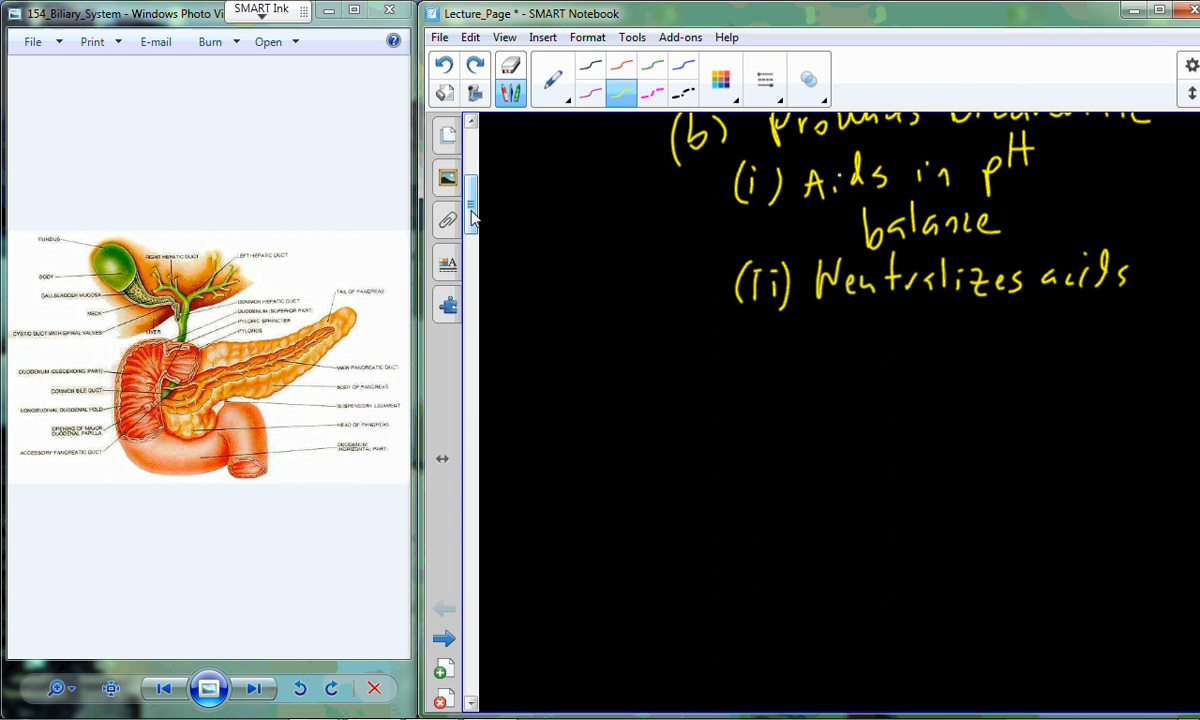 154_Biliary_System - Windows Photo Vi
SMART Ink
File Print E-mail Burn Open
FUNDUS
RIGHT HEPATIC DUCT
LEFT HEPATIC DUCT
BODY
GALLBLADDER MUCOSA
TAIL OF PANCREAS
NECK
COMMON HEPATIC DUCT
DUODENUM (SUPERIOR PART)
PYLORIC SPHINCTER
CYSTIC DUCT WITH SPIRAL VALVES
LIVER
PYLORUS
DUODENUM (DESCENDING PART)
MAIN PANCREATIC DUCT
COMMON BILE DUCT
BODY OF PANCREAS
LONGITUDINAL DUODENAL FOLD
SUSPENSORY LIGAMENT
OPENING OF MAJOR
DUODENAL PAPILLA
HEAD OF PANCREAS
ACCESSORY PANCREATIC DUCT
DUODENUM
(HORIZONTAL PART)
Lecture_Page * - SMART Notebook
File Edit View Insert Format Tools Add-ons Help
(b)
(i) Aids in pH
balance
(ii) Neutralizes acids